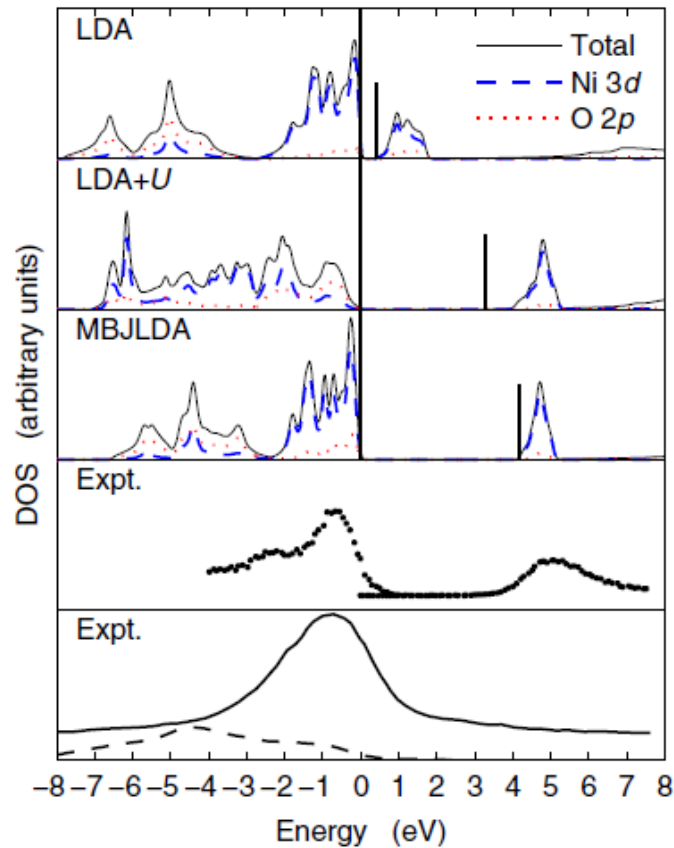 LDA
Total
Ni 3d
O 2p
LDA+U
MBJLDA
Expt.
Expt.
DOS (arbitrary units)
−8 −7 −6 −5 −4 −3 −2 −1 0 1 2 3 4 5 6 7 8
Energy (eV)